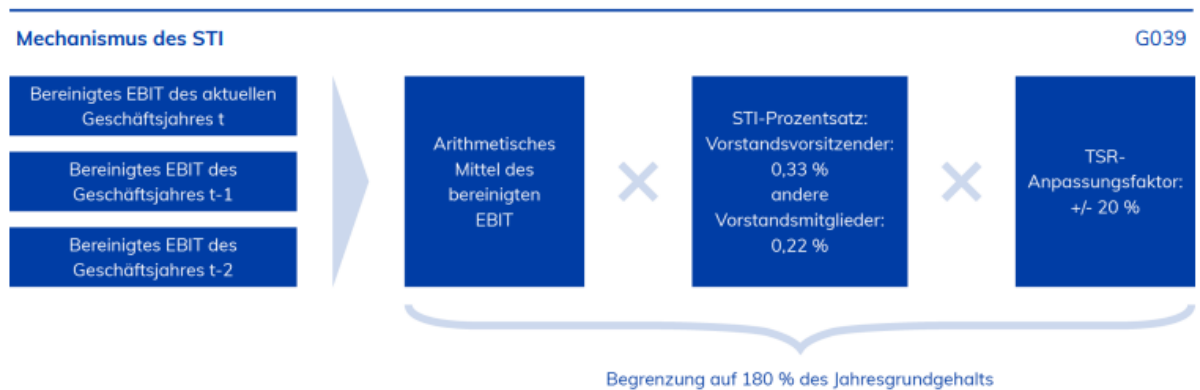 Mechanismus des STI
G039
Bereinigtes EBIT des aktuellen
Geschäftsjahres t
Bereinigtes EBIT des
Geschäftsjahres t-1
Bereinigtes EBIT des
Geschäftsjahres t-2
Arithmetisches
Mittel des
bereinigten
EBIT
STI-Prozentsatz:
Vorstandsvorsitzender:
0,33 %
andere
Vorstandsmitglieder:
0,22 %
TSR-
Anpassungsfaktor:
+/- 20 %
Begrenzung auf 180 % des Jahresgrundgehalts